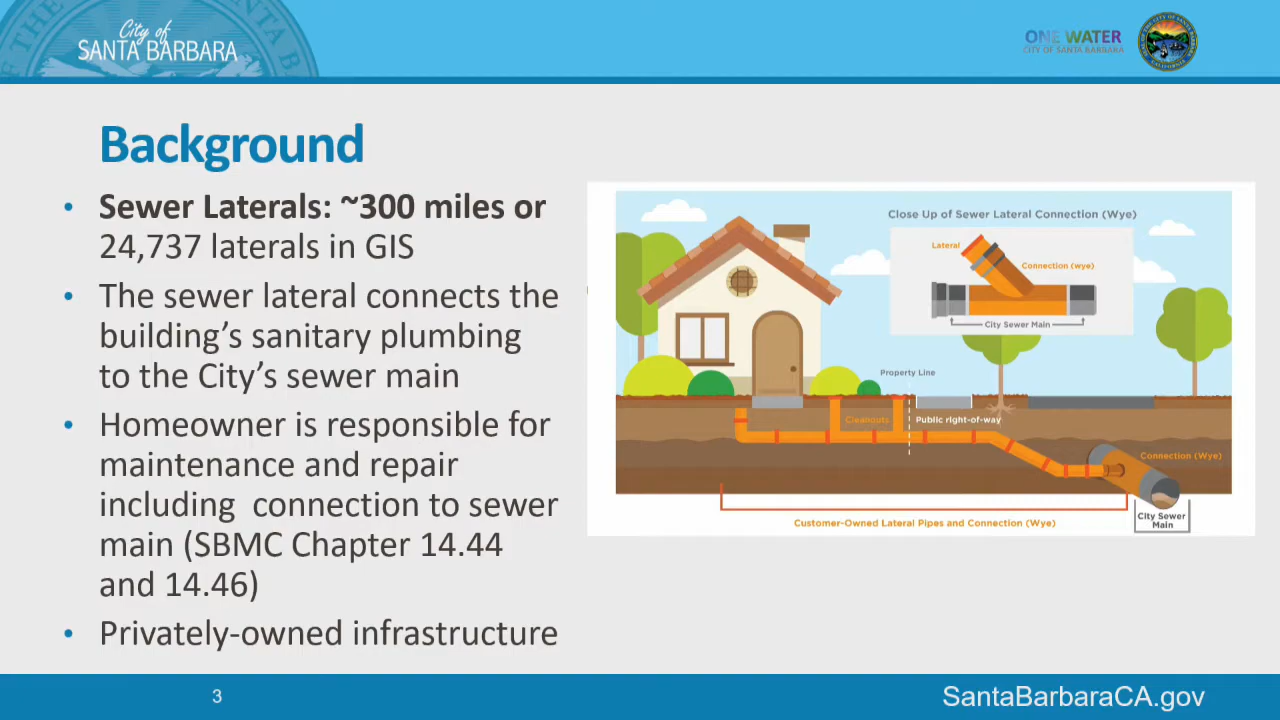 City of
SANTA BARBARA
ONE WATER
CITY OF SANTA BARBARA
Background
• Sewer Laterals: ~300 miles or
24,737 laterals in GIS
• The sewer lateral connects the
building’s sanitary plumbing
to the City’s sewer main
• Homeowner is responsible for
maintenance and repair
including connection to sewer
main (SBMC Chapter 14.44
and 14.46)
• Privately-owned infrastructure
Close Up of Sewer Lateral Connection (Wye)
Lateral
Connection (wye)
City Sewer Main
Property Line
Cleanouts
Public right-of-way
Connection (Wye)
Customer-Owned Lateral Pipes and Connection (Wye)
City Sewer
Main
3
SantaBarbaraCA.gov